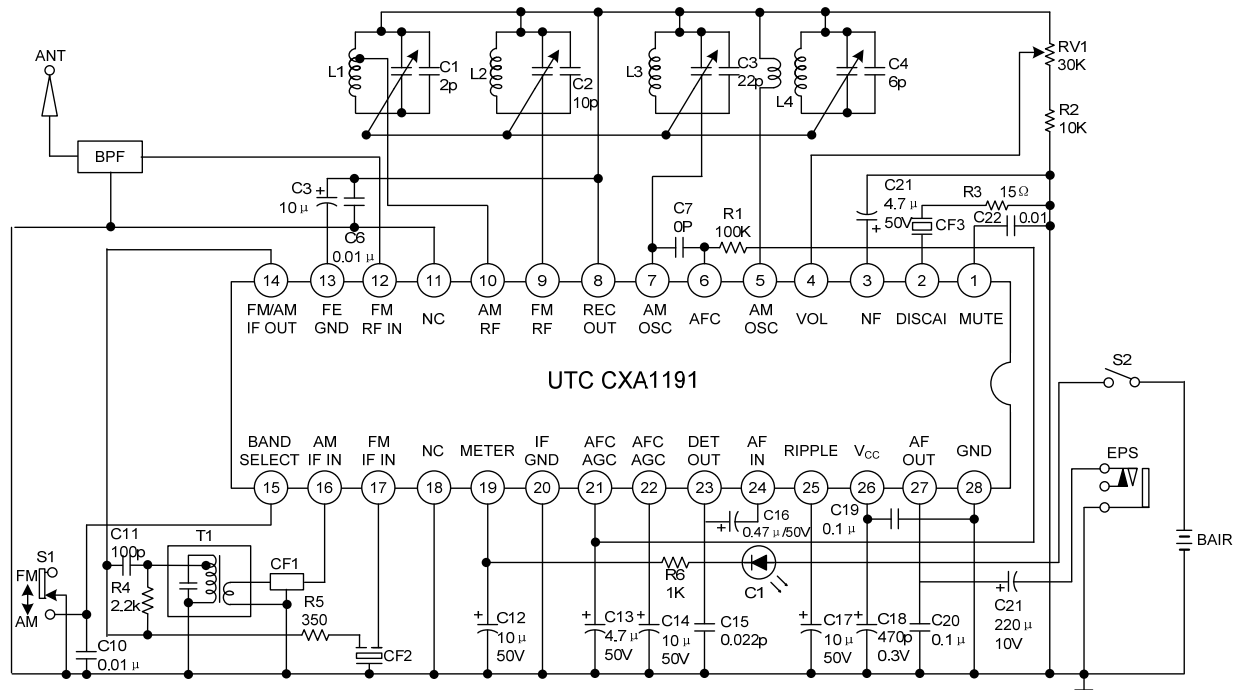 ANT
BPF
L1
C1
2p
L2
C2
10p
L3
C3
22p
L4
C4
6p
RV1
30K
R2
10K
C3 +
10 μ
C6
0.01 μ
C7
0P
R1
100K
C21
4.7 μ
50V
+
CF3
R3
15Ω
C22
0.01
14
13
12
11
10
9
8
7
6
5
4
3
2
1
FM/AM
IF OUT
FE
GND
FM
RF IN
NC
AM
RF
FM
RF
REC
OUT
AM
OSC
AFC
AM
OSC
VOL
NF
DISCAI
MUTE
UTC CXA1191
BAND
SELECT
AM
IF IN
FM
IF IN
NC
METER
IF
GND
AFC
AGC
AFC
AGC
DET
OUT
AF
IN
RIPPLE
VCC
AF
OUT
GND
15
16
17
18
19
20
21
22
23
24
25
26
27
28
S2
EPS
BAIR
S1
FM
AM
C11
100p
R4
2.2k
T1
CF1
R5
350
CF2
C10
0.01 μ
+
C16
0.47 μ/50V
C19
0.1 μ
R6
1K
C1
+
C12
10 μ
50V
+
C13
4.7 μ
50V
+
C14
10 μ
50V
C15
0.022p
+
C17
10 μ
50V
+
C18
470p
0.3V
C20
0.1 μ
+
C21
220 μ
10V